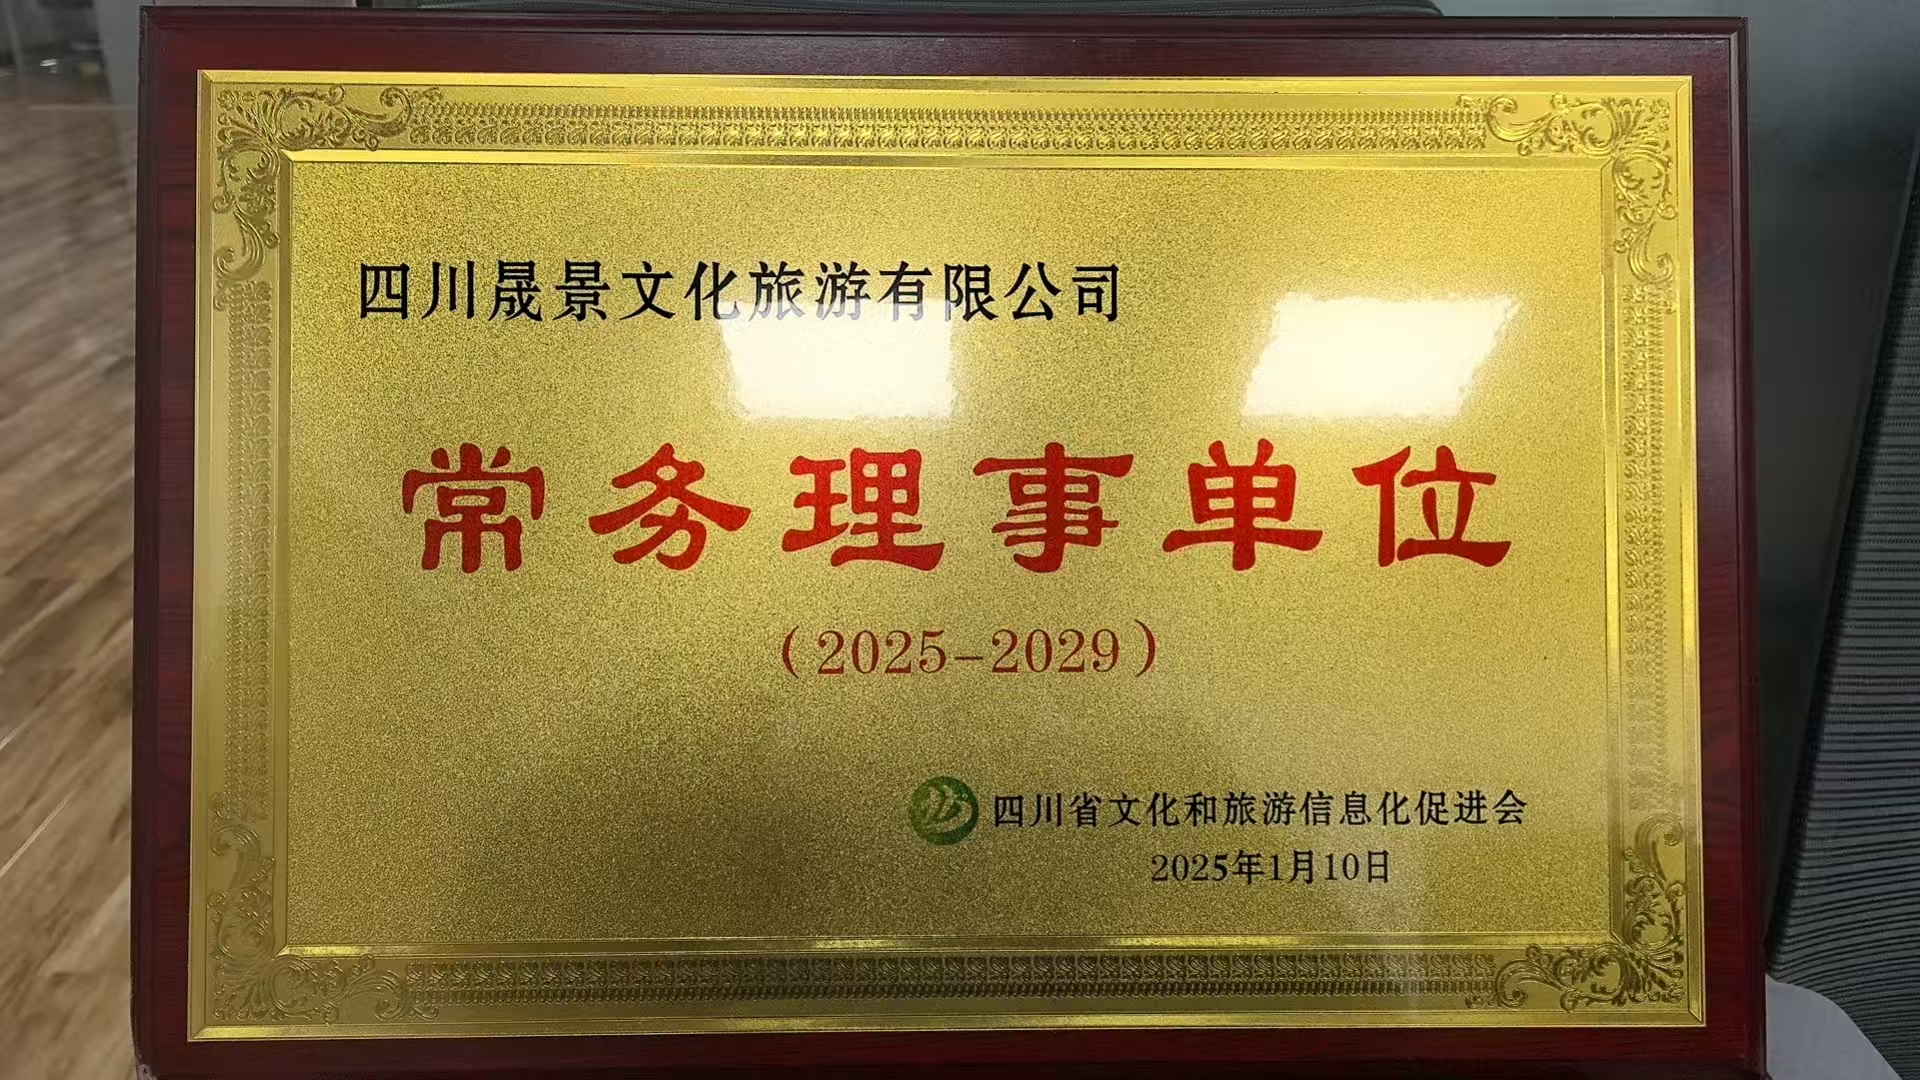 四川晟景文化旅游有限公司
常务理事单位
（2025-2029）
四川省文化和旅游信息化促进会
2025年1月10日